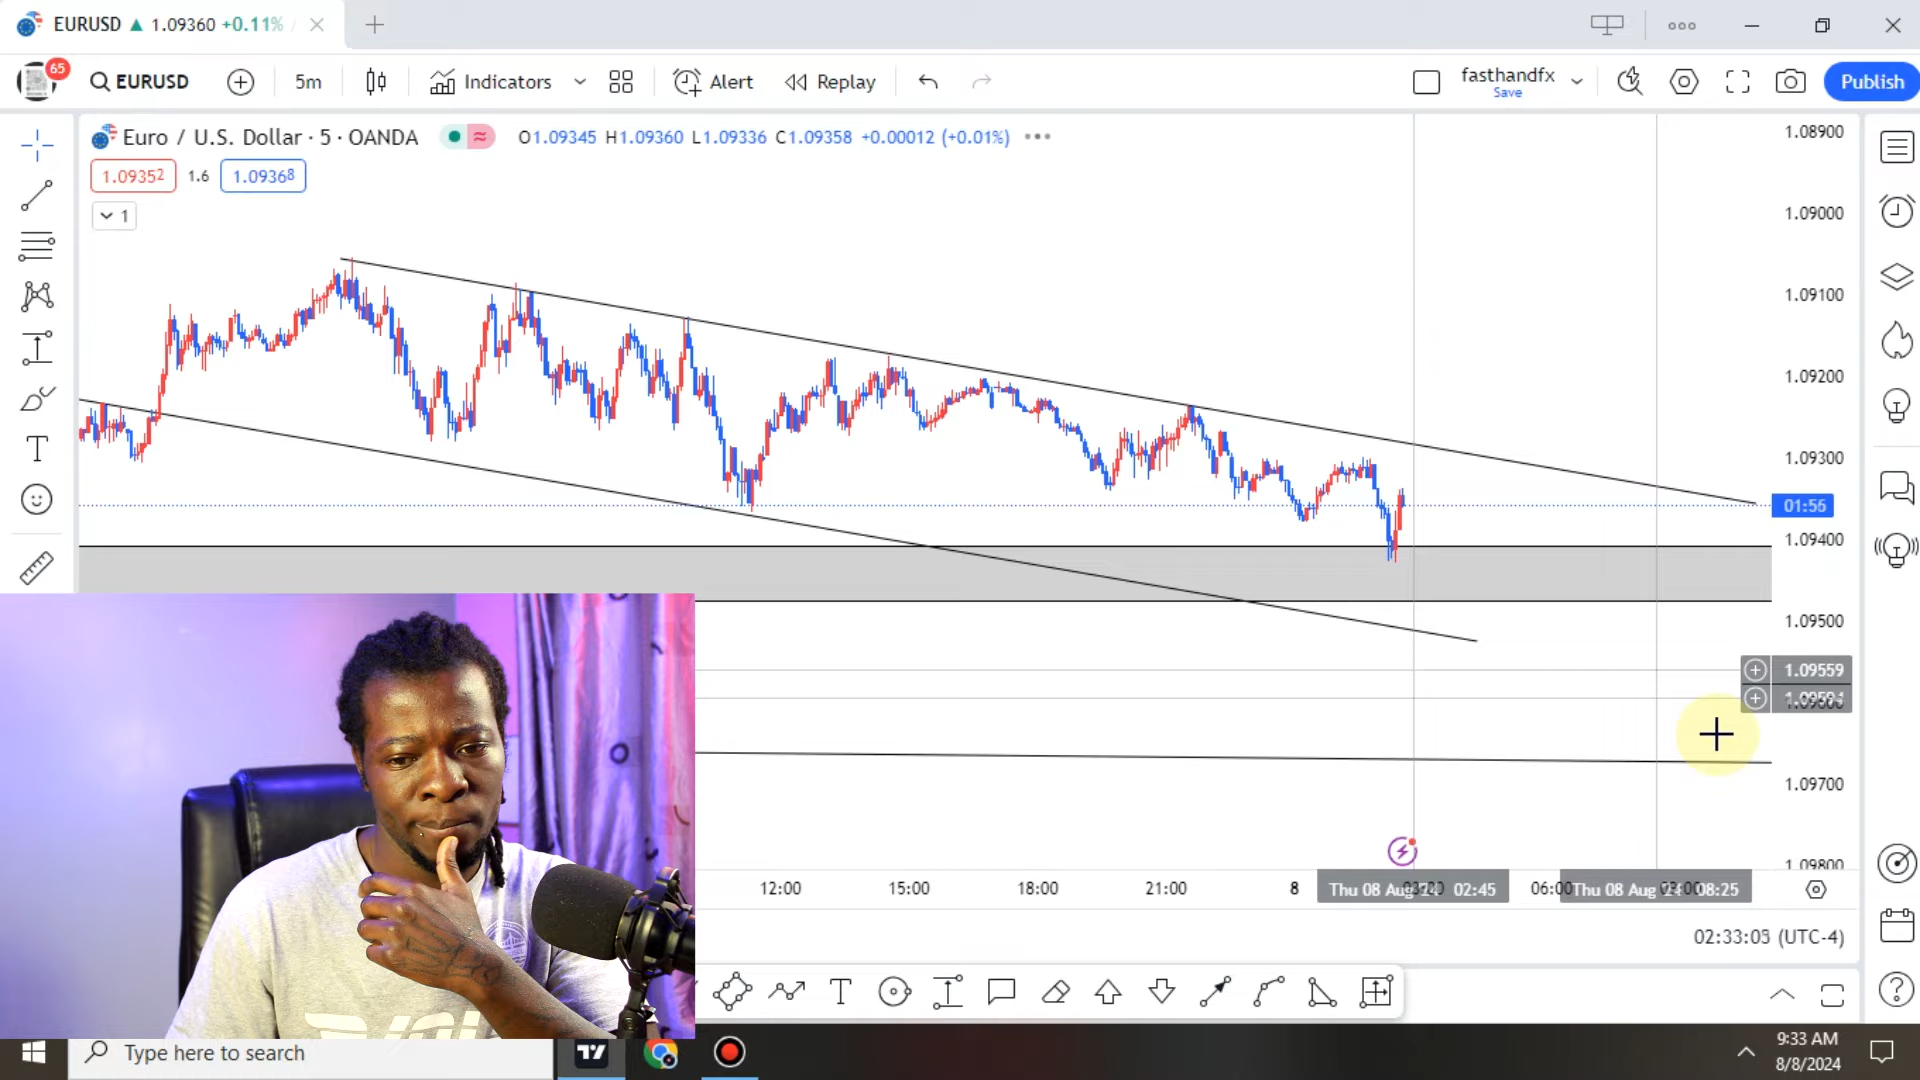 EURUSD ▲ 1.09360 +0.11% /
65
EURUSD
5m
Indicators
Alert
Replay
fasthandfx
Save
Publish
Euro / U.S. Dollar · 5 · OANDA
O1.09345 H1.09360 L1.09336 C1.09358 +0.00012 (+0.01%)
1.09352
1.6
1.09368
1
1.08900
1.09000
1.09100
1.09200
1.09300
01:56
1.09400
1.09500
1.09559
1.09700
1.09800
12:00
15:00
18:00
21:00
8
Thu 08 Aug '24 02:45
06:00
Thu 08 Aug '24 08:25
02:33:03 (UTC-4)
T
T
Type here to search
9:33 AM
8/8/2024